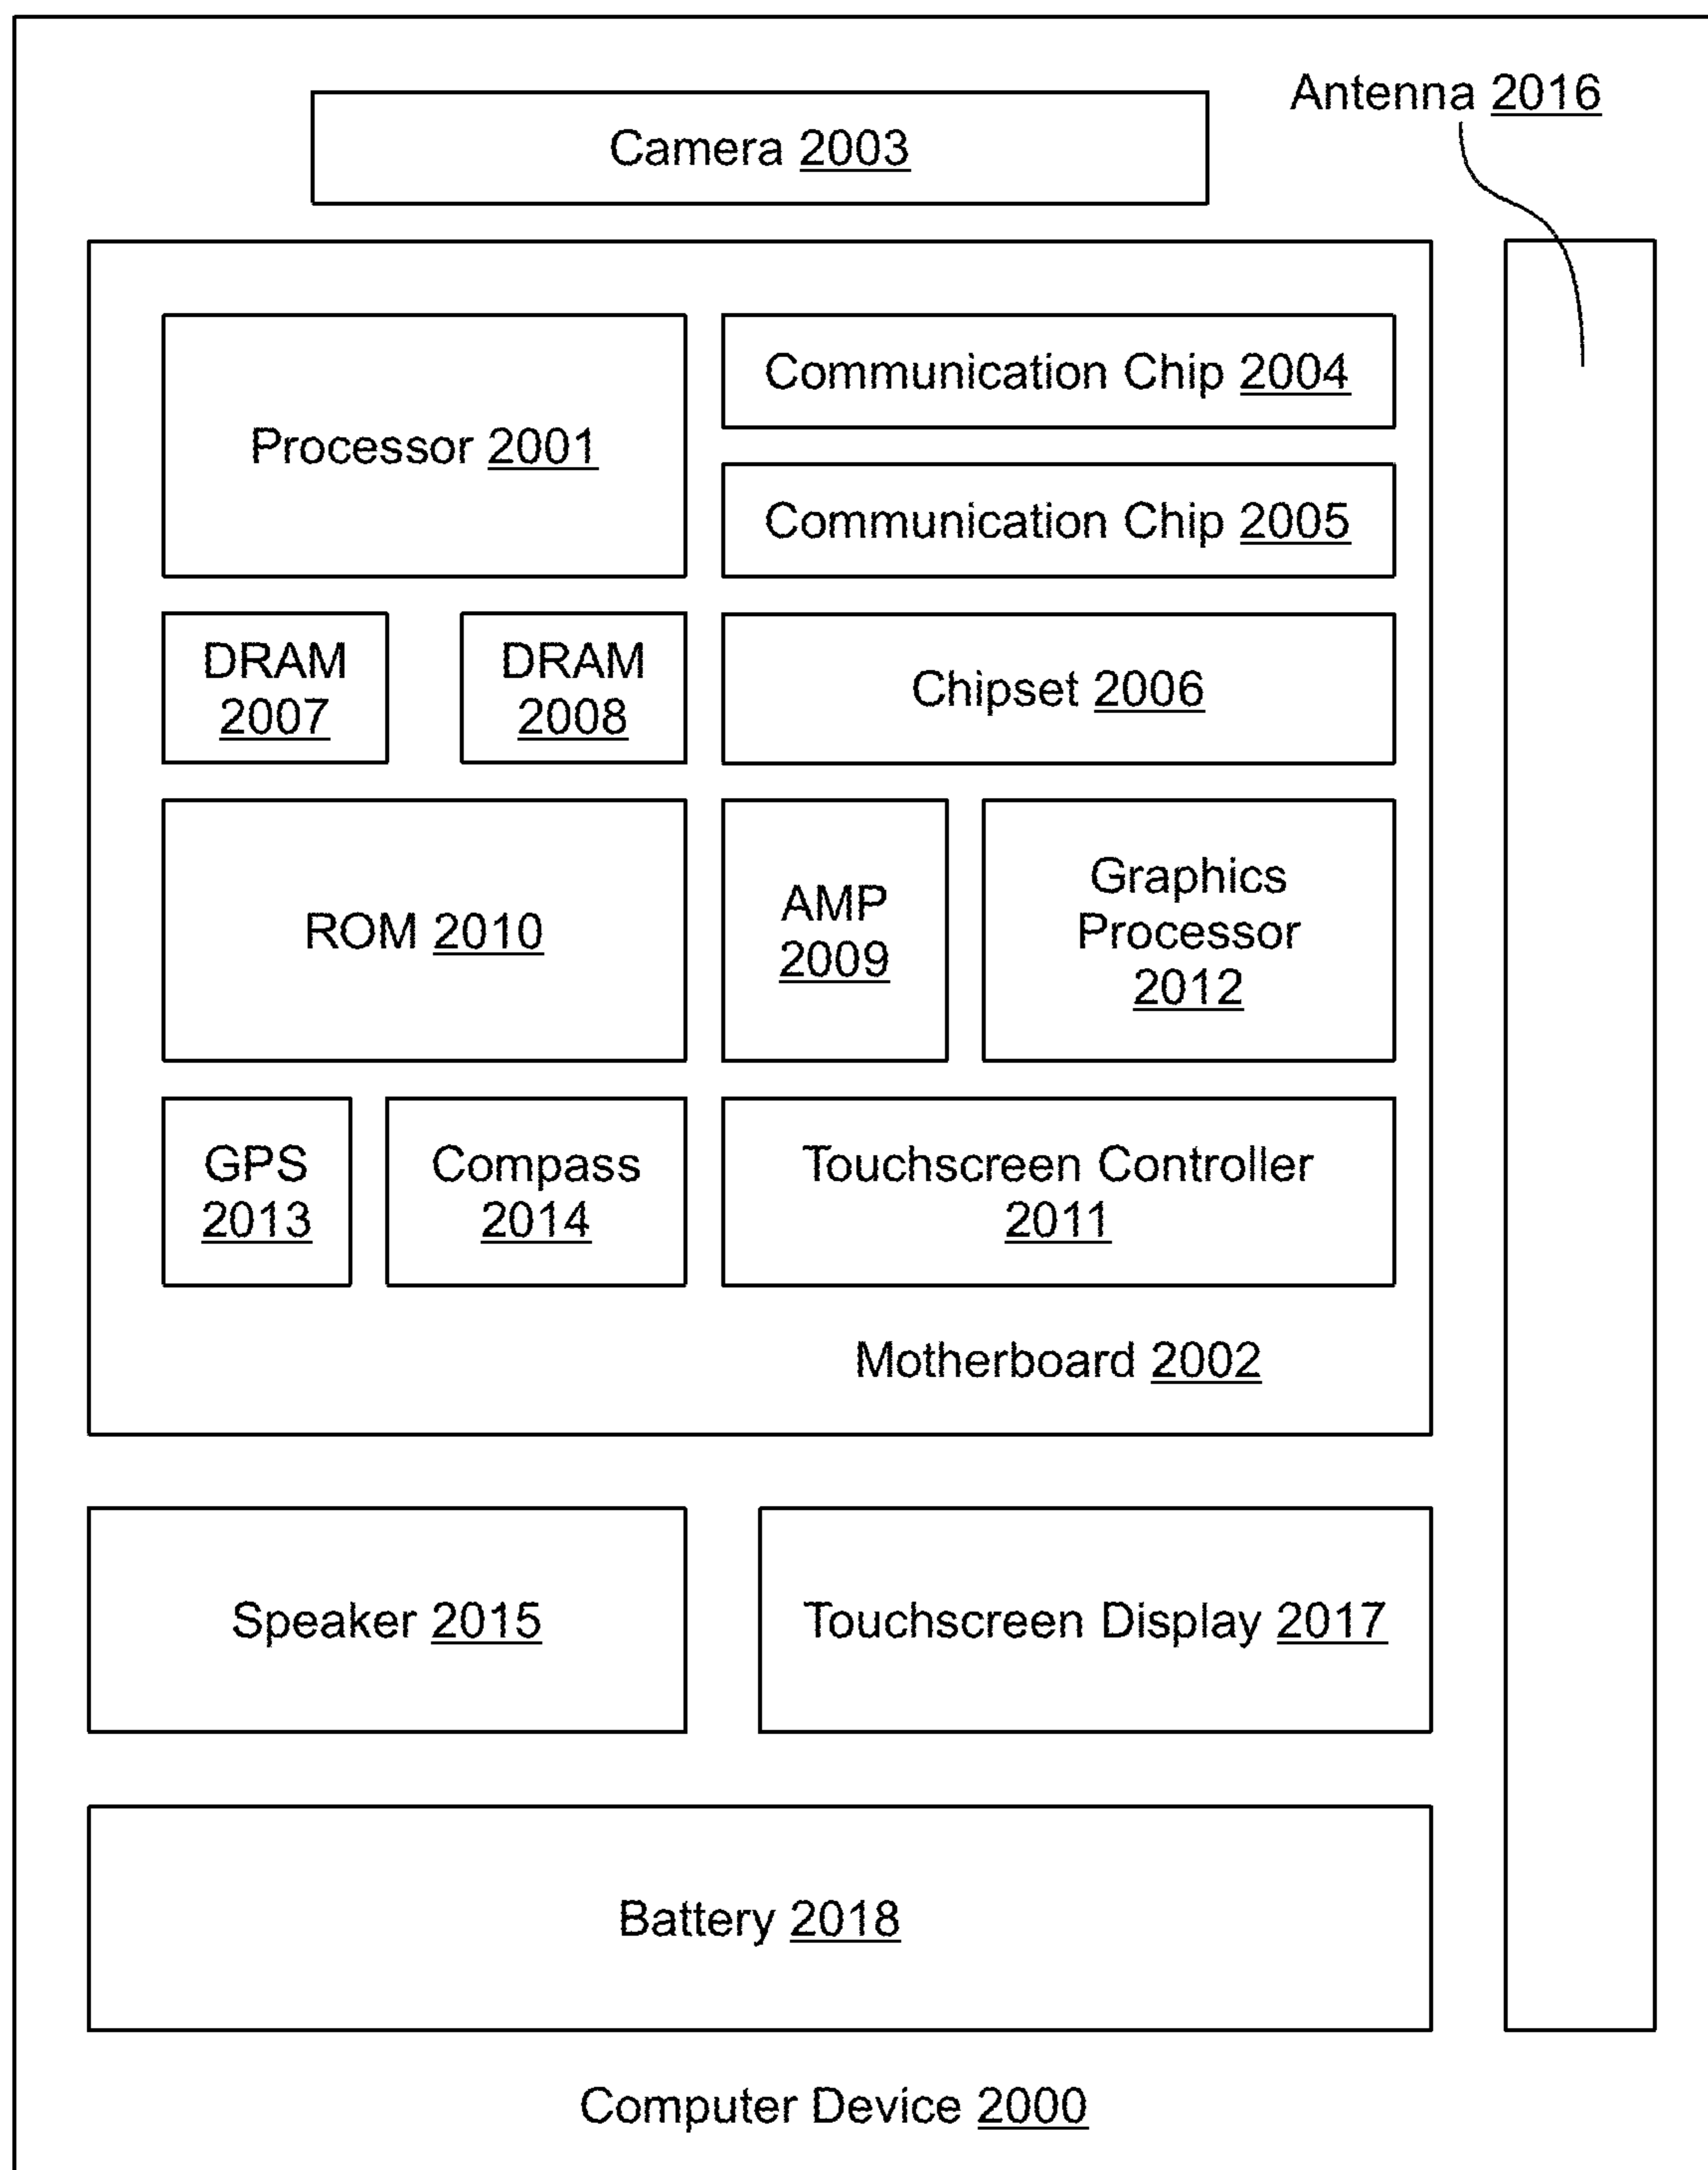 Antenna 2016
Camera 2003
Processor 2001
Communication Chip 2004
Communication Chip 2005
DRAM
2007
DRAM
2008
Chipset 2006
ROM 2010
AMP
2009
Graphics
Processor
2012
GPS
2013
Compass
2014
Touchscreen Controller
2011
Motherboard 2002
Speaker 2015
Touchscreen Display 2017
Battery 2018
Computer Device 2000